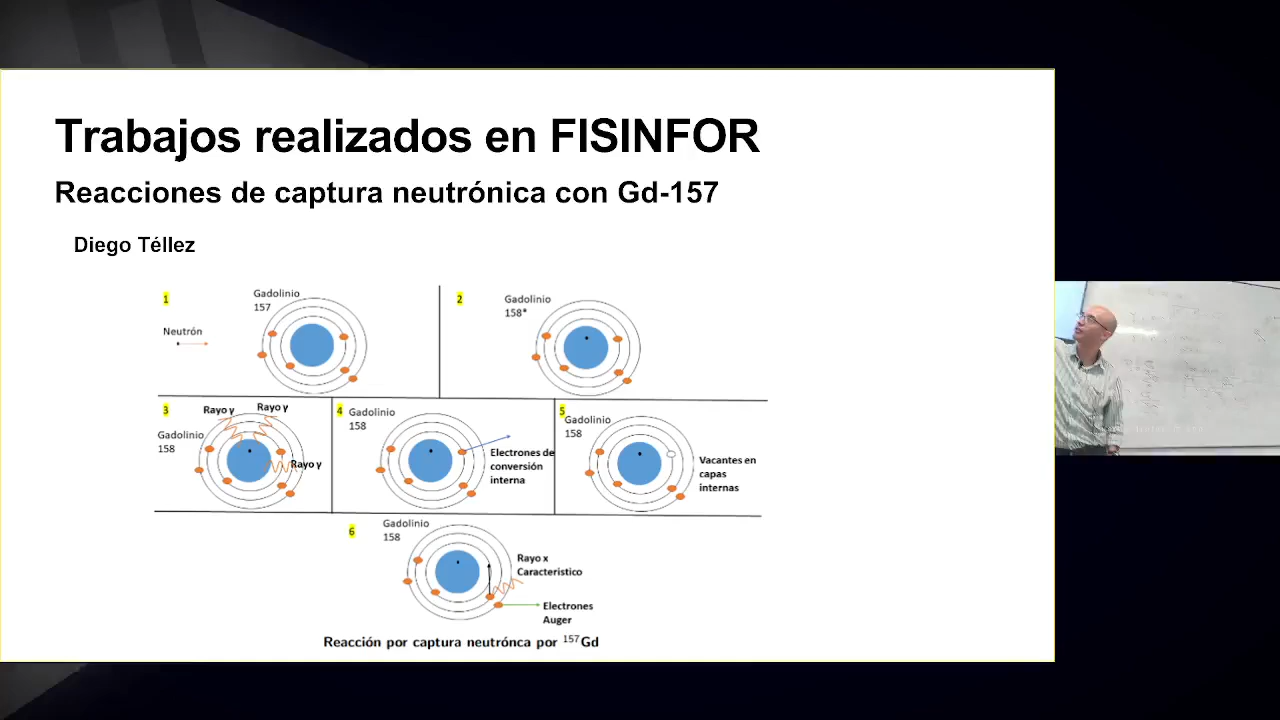 Trabajos realizados en FISINFOR
Reacciones de captura neutrónica con Gd-157
Diego Téllez
1
Gadolinio
157
Neutrón
2
Gadolinio
158*
3
Rayo γ
Rayo γ
Gadolinio
158
Rayo γ
4
Gadolinio
158
Electrones de
conversión
interna
5
Gadolinio
158
Vacantes en
capas
internas
6
Gadolinio
158
Rayo x
Caracteristico
Electrones
Auger
Reacción por captura neutrónca por ¹⁵⁷Gd